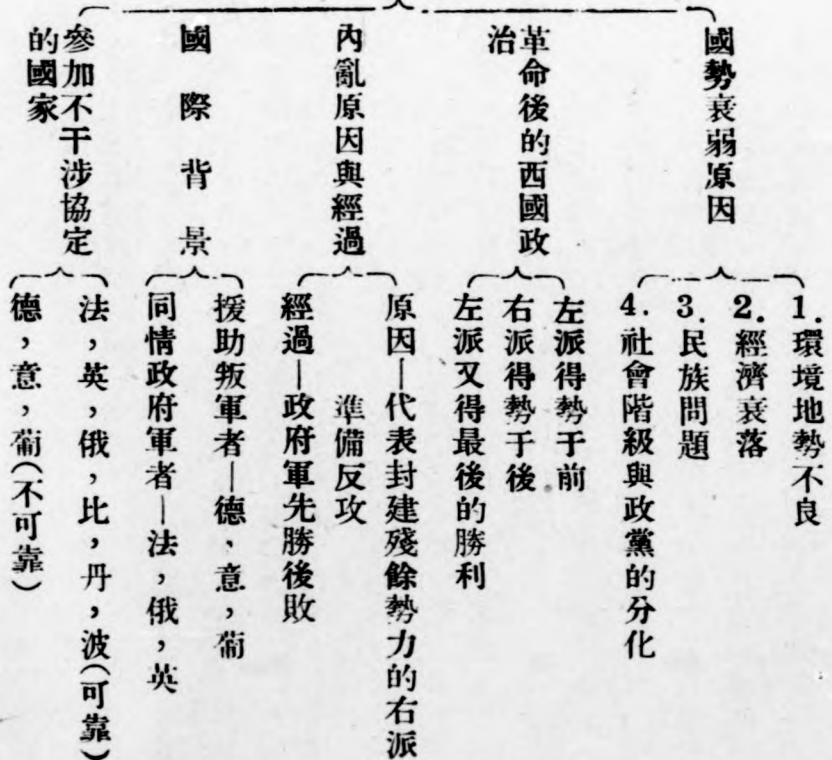 國勢衰弱原因
1.環境地勢不良
2.經濟衰落
3.民族問題
4.社會階級與政黨的分化
革命後的西國政
治
左派得勢于前
右派得勢于後
左派又得最後的勝利
內亂原因與經過
原因—代表封建殘餘勢力的右派
準備反攻
經過—政府軍先勝後敗
國際背景
援助叛軍者—德、意，葡
同情政府軍者—法，俄，英
參加不干涉協定
的國家
法，英，俄，比，丹，波(可靠)
德，意，葡(不可靠)